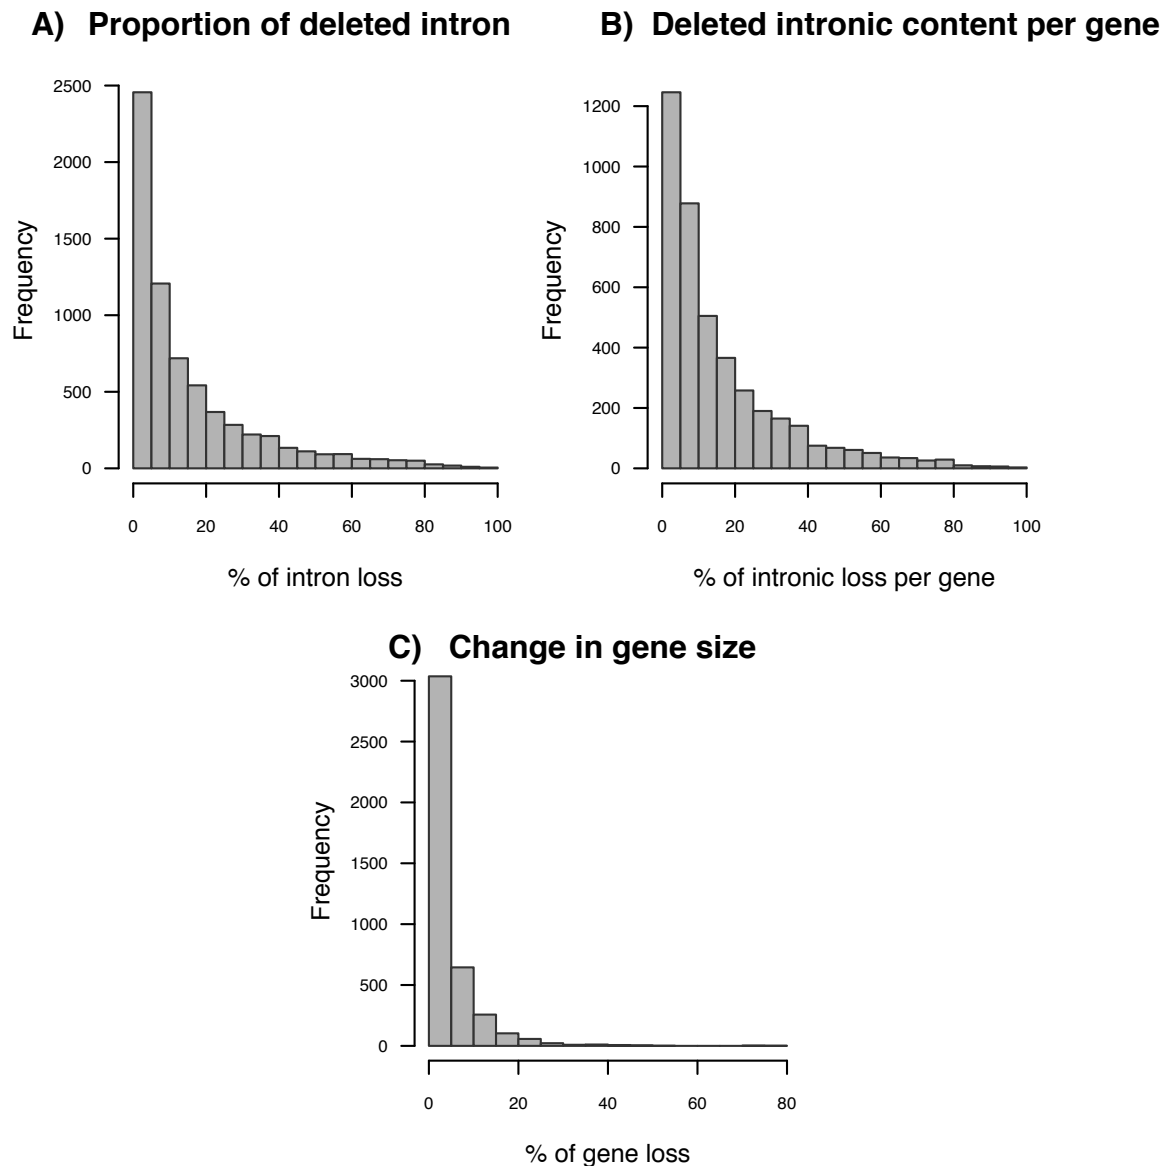 A) Proportion of deleted intron
2500
2000
1500
1000
500
0
Frequency
0 20 40 60 80 100
% of intron loss
B) Deleted intronic content per gene
1200
1000
800
600
400
200
0
Frequency
0 20 40 60 80 100
% of intronic loss per gene
C) Change in gene size
3000
2500
2000
1500
1000
500
0
Frequency
0 20 40 60 80
% of gene loss